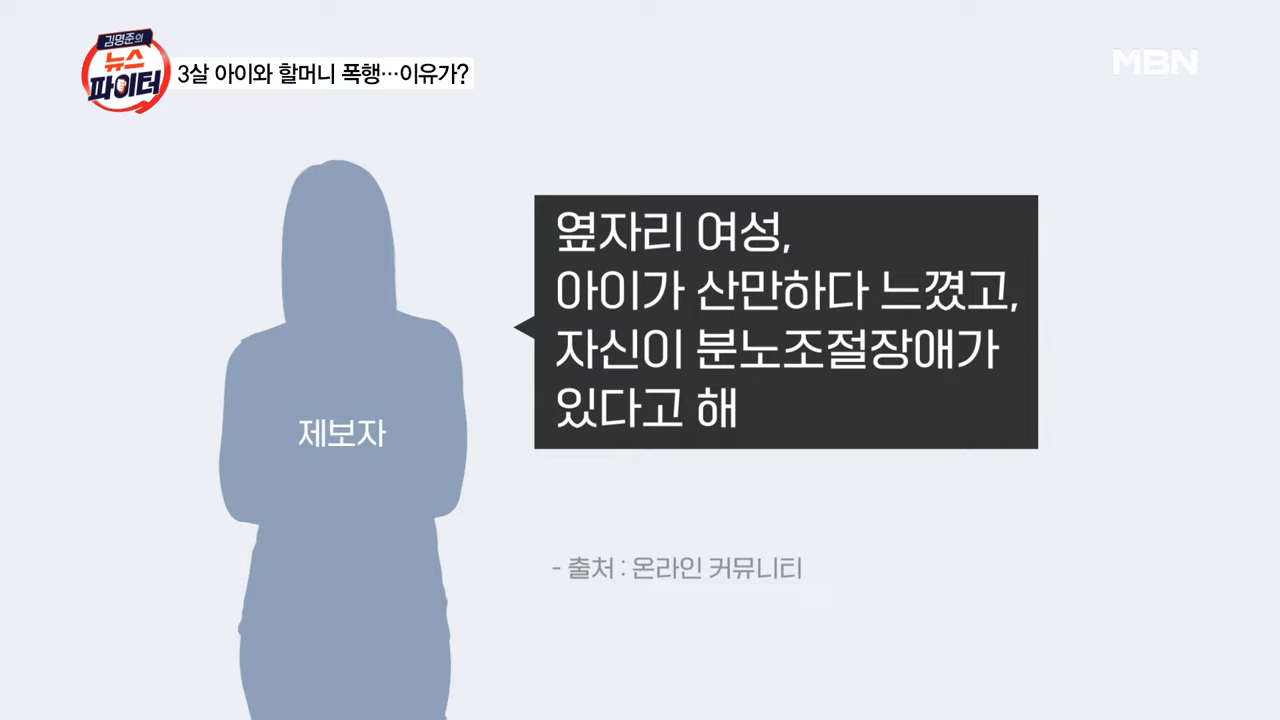 김명준의
뉴스
파이터
3살 아이와 할머니 폭행…이유가?
MBN
옆자리 여성,
아이가 산만하다 느꼈고,
자신이 분노조절장애가
있다고 해
제보자
- 출처 : 온라인 커뮤니티